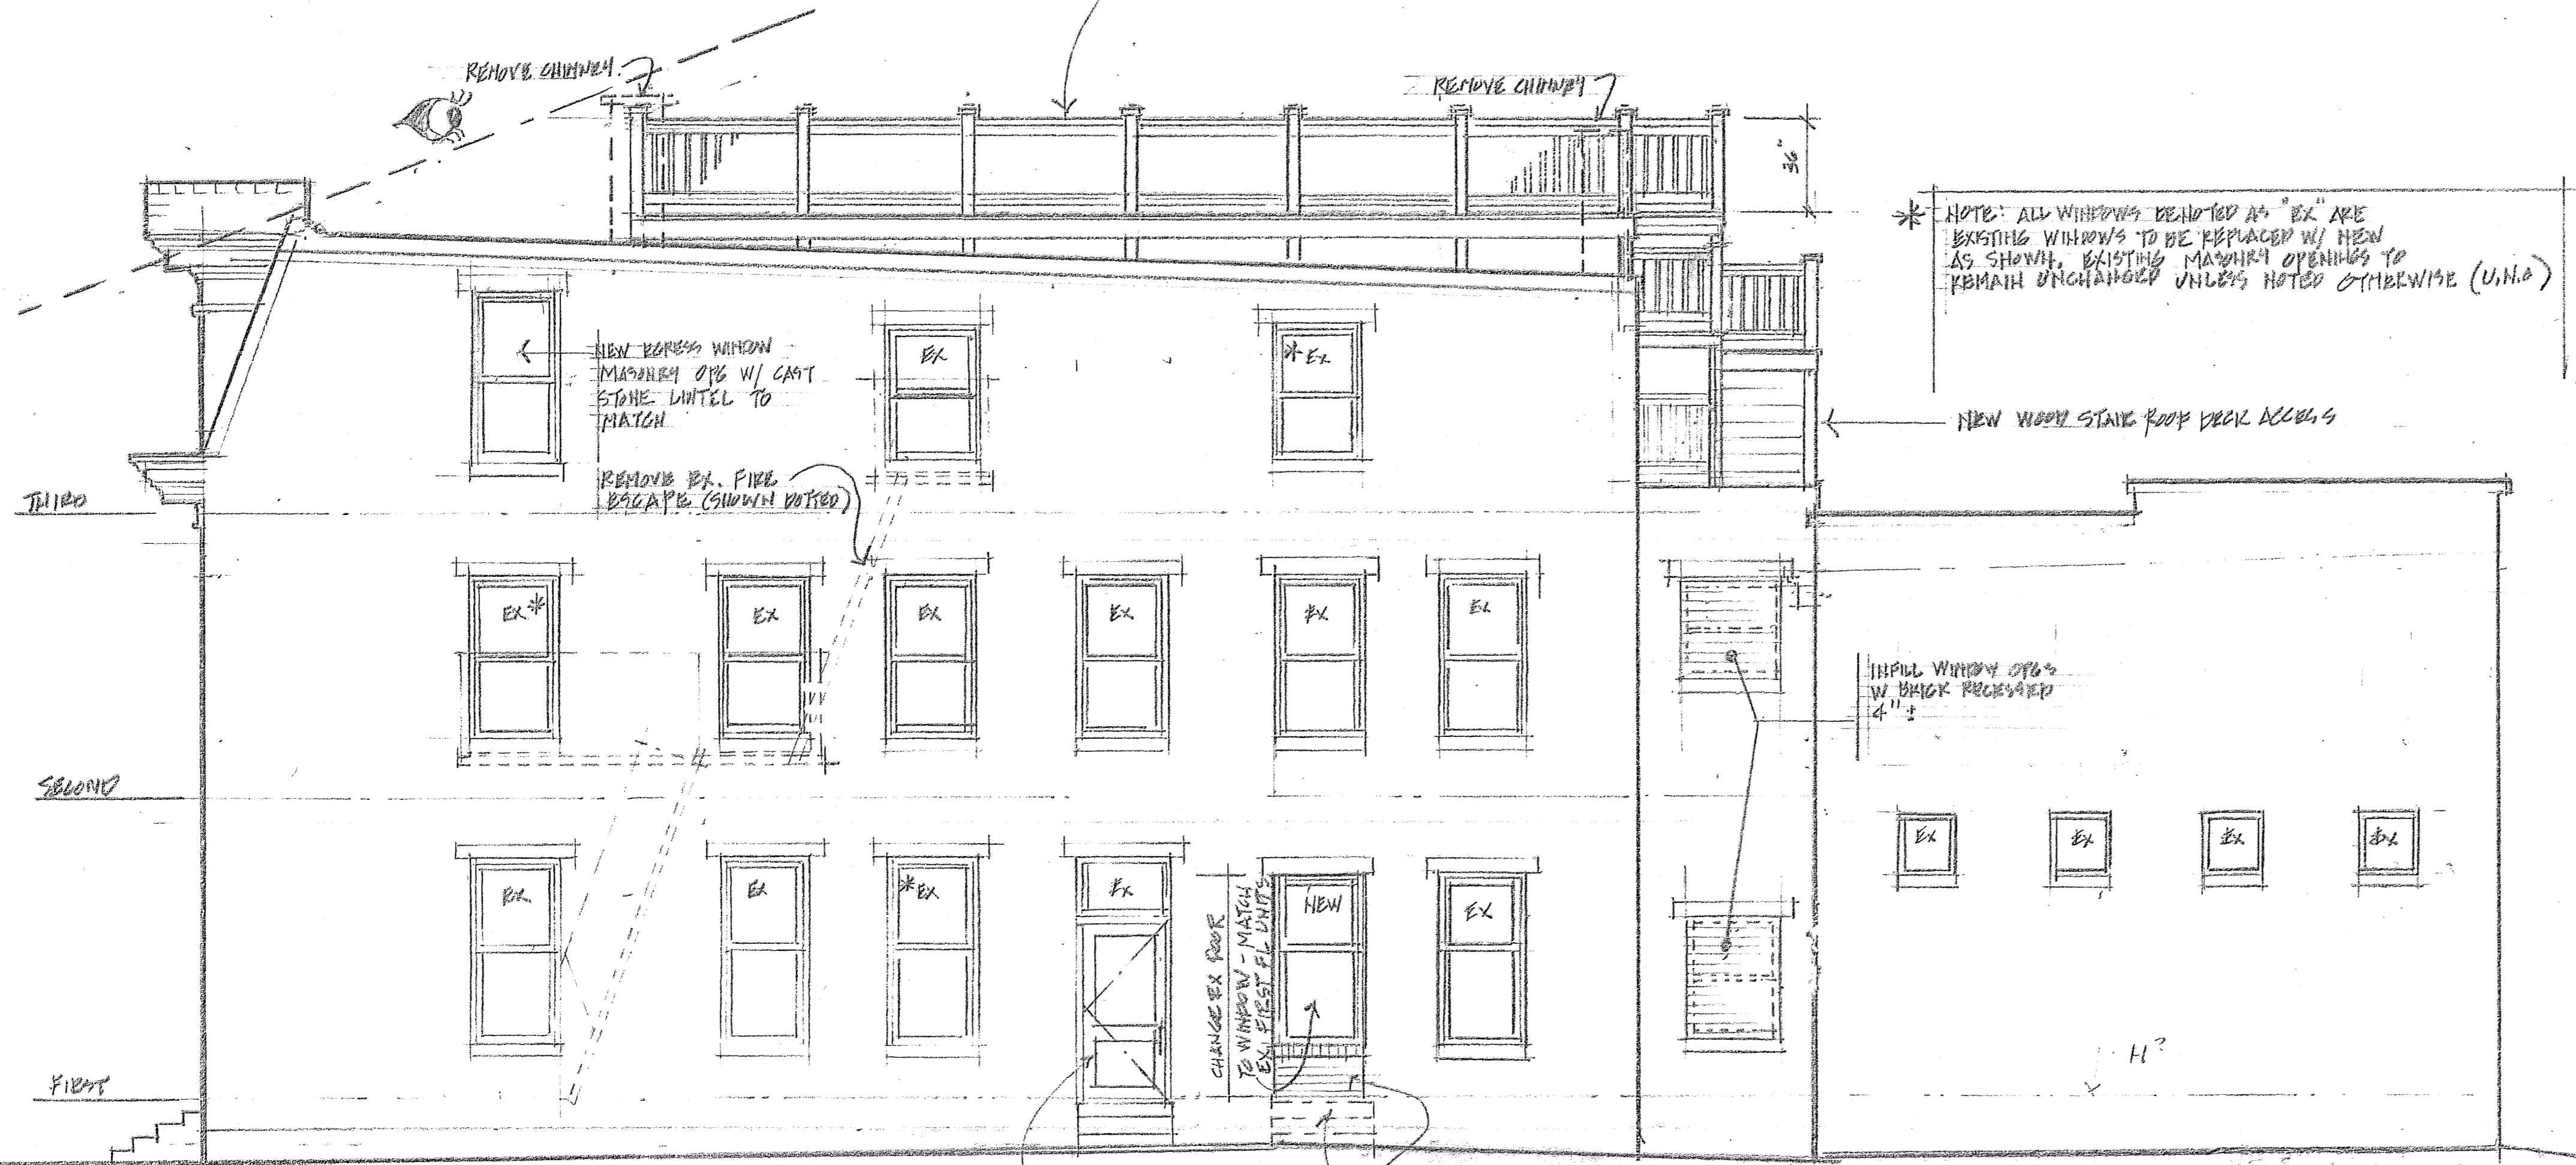 REMOVE CHIMNEY
REMOVE CHIMNEY
36"
* NOTE: ALL WINDOWS DENOTED AS "EX" ARE
EXISTING WINDOWS TO BE REPLACED W/ NEW
AS SHOWN. EXISTING MASONRY OPENINGS TO
REMAIN UNCHANGED UNLESS NOTED OTHERWISE (U.N.O)
NEW EGRESS WINDOW
MASONRY OPG W/ CAST
STONE LINTEL TO
MATCH
EX
* EX
NEW WOOD STAIR ROOF DECK ACCESS
REMOVE EX. FIRE
ESCAPE (SHOWN DOTTED)
THIRD
EX *
EX
EX
EX
EX
EX
INFILL WINDOW OPGS
W BRICK RECESSED
4" ±
SECOND
EX
EX
EX
EX
EX
EX
* EX
EX
CHANGE EX DOOR
TO WINDOW - MATCH
EX. FIRST FL UNITS
NEW
EX
H?
FIRST